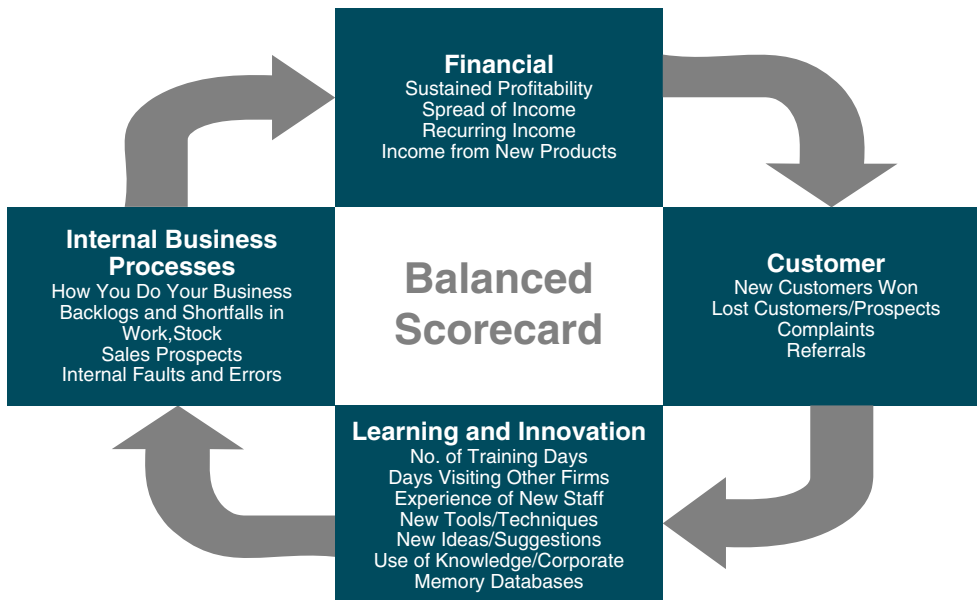 Financial
Sustained Profitability
Spread of Income
Recurring Income
Income from New Products
Internal Business
Processes
How You Do Your Business
Backlogs and Shortfalls in
Work,Stock
Sales Prospects
Internal Faults and Errors
Balanced
Scorecard
Customer
New Customers Won
Lost Customers/Prospects
Complaints
Referrals
Learning and Innovation
No. of Training Days
Days Visiting Other Firms
Experience of New Staff
New Tools/Techniques
New Ideas/Suggestions
Use of Knowledge/Corporate
Memory Databases